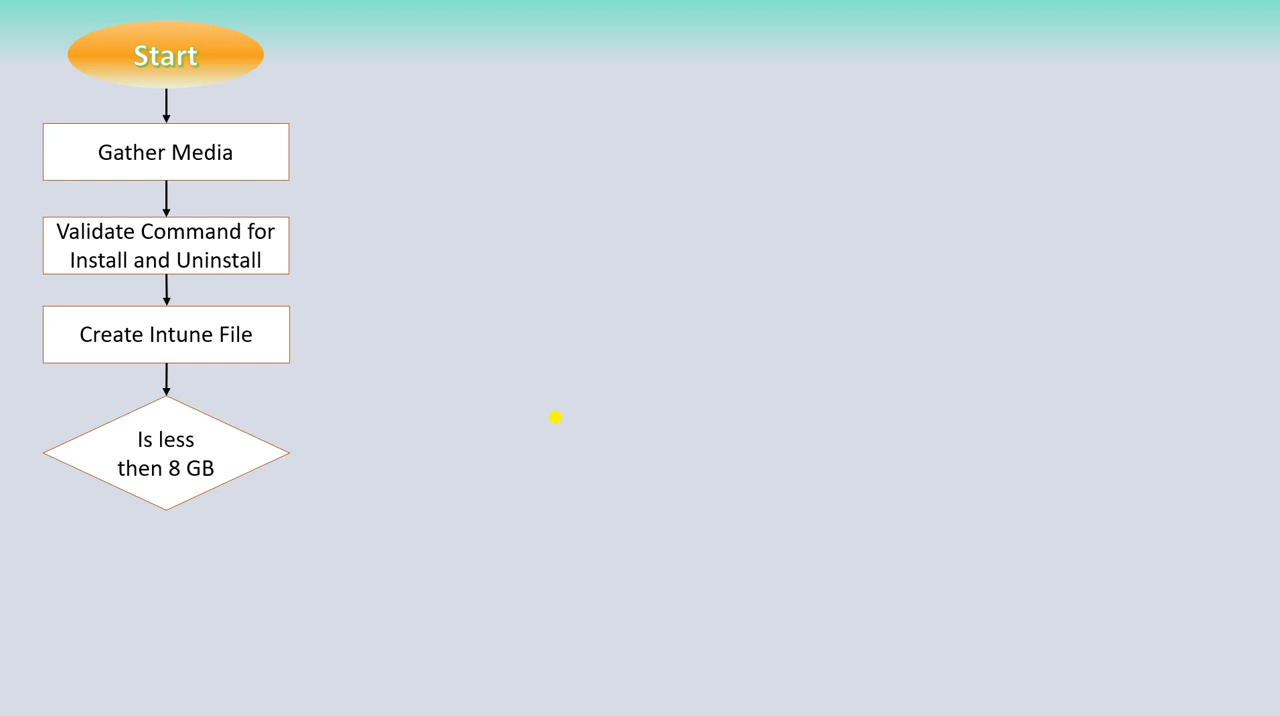 Start
Gather Media
Validate Command for
Install and Uninstall
Create Intune File
Is less
then 8 GB